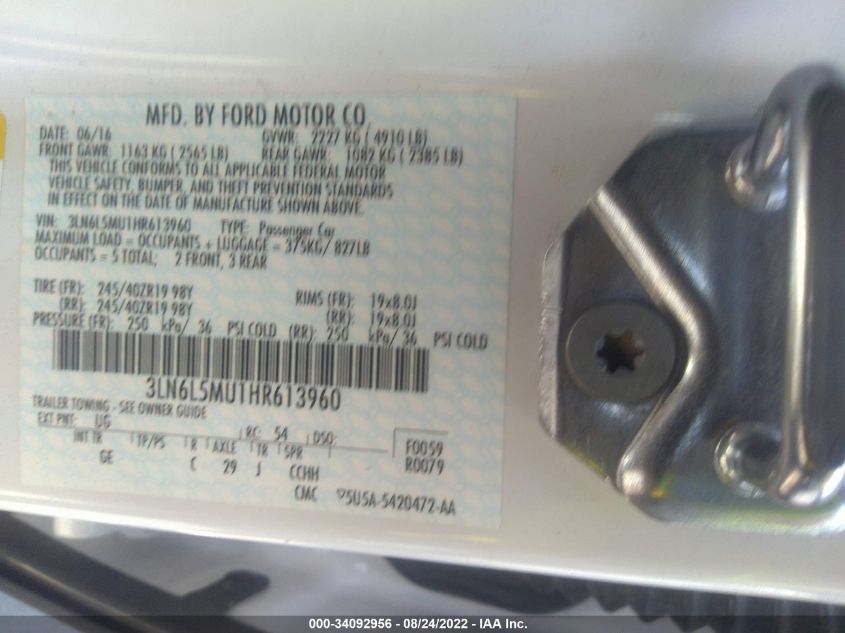 MFD. BY FORD MOTOR CO.
DATE: 06/16 GVWR: 2227 KG ( 4910 LB)
FRONT GAWR: 1163 KG ( 2565 LB) REAR GAWR: 1082 KG ( 2385 LB)
THIS VEHICLE CONFORMS TO ALL APPLICABLE FEDERAL MOTOR
VEHICLE SAFETY, BUMPER, AND THEFT PREVENTION STANDARDS
IN EFFECT ON THE DATE OF MANUFACTURE SHOWN ABOVE.
VIN: 3LN6L5MU1HR613960 TYPE: Passenger Car
MAXIMUM LOAD = OCCUPANTS + LUGGAGE = 375KG/ 827LB
OCCUPANTS = 5 TOTAL; 2 FRONT, 3 REAR
TIRE (FR): 245/40ZR19 98Y RIMS (FR): 19x8.0J
(RR): 245/40ZR19 98Y (RR): 19x8.0J
PRESSURE (FR): 250 kPa/ 36 PSI COLD (RR): 250 kPa/ 36 PSI COLD
3LN6L5MU1HR613960
TRAILER TOWING - SEE OWNER GUIDE
EXT PNT: UG RC: 54 DSO: F0059
INT TR TP/PS R AXLE TR SPR R0079
GE C 29 J CCHH
CMC 5U5A-5420472-AA
000-34092956 - 08/24/2022 - IAA Inc.